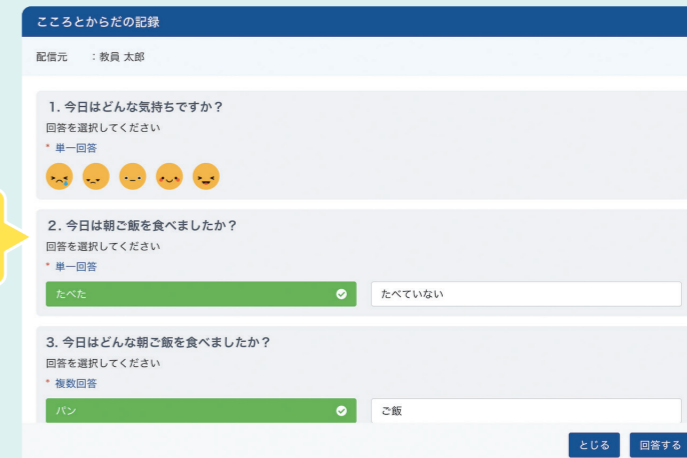 こころとからだの記録
配信元　：教員 太郎
1. 今日はどんな気持ちですか？
回答を選択してください
* 単一回答
2. 今日は朝ご飯を食べましたか？
回答を選択してください
* 単一回答
たべた　たべていない
3. 今日はどんな朝ご飯を食べましたか？
回答を選択してください
* 複数回答
パン　ご飯
とじる　回答する